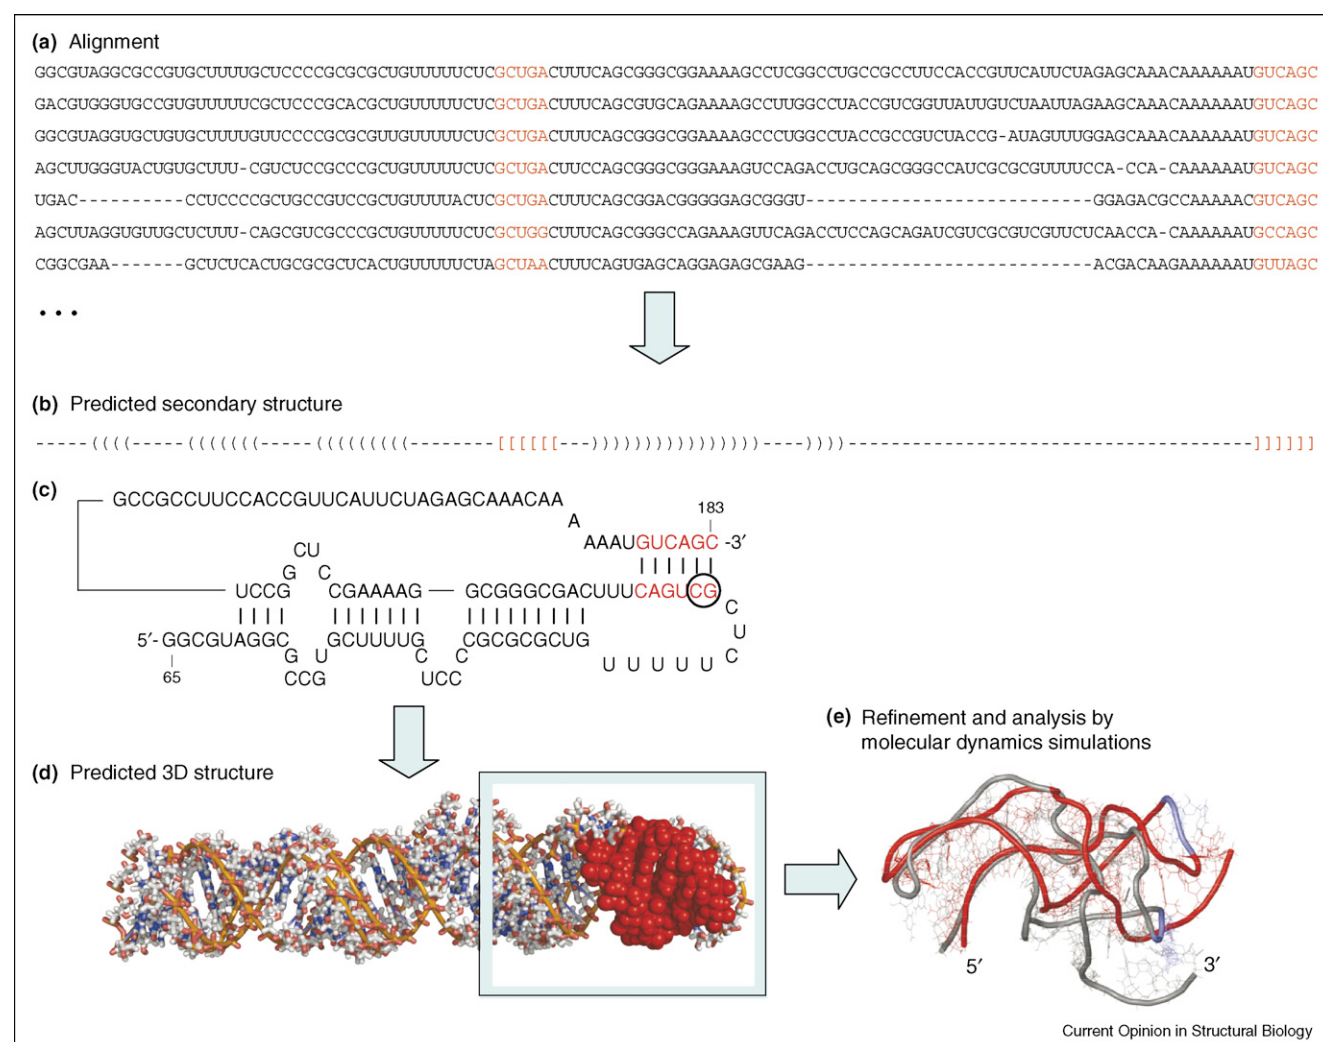 (a) Alignment
GGCGUAGGCGCCGUGCUUUUGCUCCCCGCGCGCUGUUUUUCUCGCUGACUUUCAGCGGGCGGAAAAGCCUCGGCCUGCCGCCUUCCACCGUUCAUUCUAGAGCAAACAAAAAAUGUCAGC
GACGUGGGUGCCGUGUUUUUCGCUCCCGCACGCUGUUUUUCUCGCUGACUUUCAGCGUGCAGAAAAGCCUUGGCCUACCGUCGGUUAUUGUCUAAUUAGAAGCAAACAAAAAAUGUCAGC
GGCGUAGGUGCUGUGCUUUUGUUCCCCGCGCGUUGUUUUUCUCGCUGACUUUCAGCGGGCGGAAAAGCCCUGGCCUACCGCCGUCUACCG-AUAGUUUGGAGCAAACAAAAAAUGUCAGC
AGCUUGGGUACUGUGCUUU-CGUCUCCGCCCGCUGUUUUUCUCGCUGACUUCCAGCGGGCGGGAAAGUCCAGACCUGCAGCGGGCCAUCGCGCGUUUUCCA-CCA-CAAAAAAUGUCAGC
UGAC----------CCUCCCCGCUGCCGUCCGCUGUUUUACUCGCUGACUUUCAGCGGACGGGGGAGCGGGU---------------------------GGAGACGCCAAAAACGUCAGC
AGCUUAGGUGUUGCUCUUU-CAGCGUCGCCCGCUGUUUUUCUCGCUGGCUUUCAGCGGGCCAGAAAGUUCAGACCUCCAGCAGAUCGUCGCGUCGUUCUCAACCA-CAAAAAAUGCCAGC
CGGCGAA-------GCUCUCACUGCGCGCUCACUGUUUUUCUAGCUAACUUUCAGUGAGCAGGAGAGCGAAG---------------------------ACGACAAGAAAAAAUGUUAGC
...
(b) Predicted secondary structure
-----((((-----(((((((-----(((((((((--------[[[[[[---))))))))))))))))----))))--------------------------------------]]]]]]
(c) GCCGCCUUCCACCGUUCAUUCUAGAGCAAACAA
A
183
AAAUGUCAGC -3′
CU
G C
UCCG CGAAAAG GCGGGCGACUUUCAGUCG
C
U
C
5′-GGCGUAGGC GCUUUUG CGCGCGCUG
G U C C
UUUUU
65 CCG UCC
(d) Predicted 3D structure
(e) Refinement and analysis by
molecular dynamics simulations
5′
3′
Current Opinion in Structural Biology